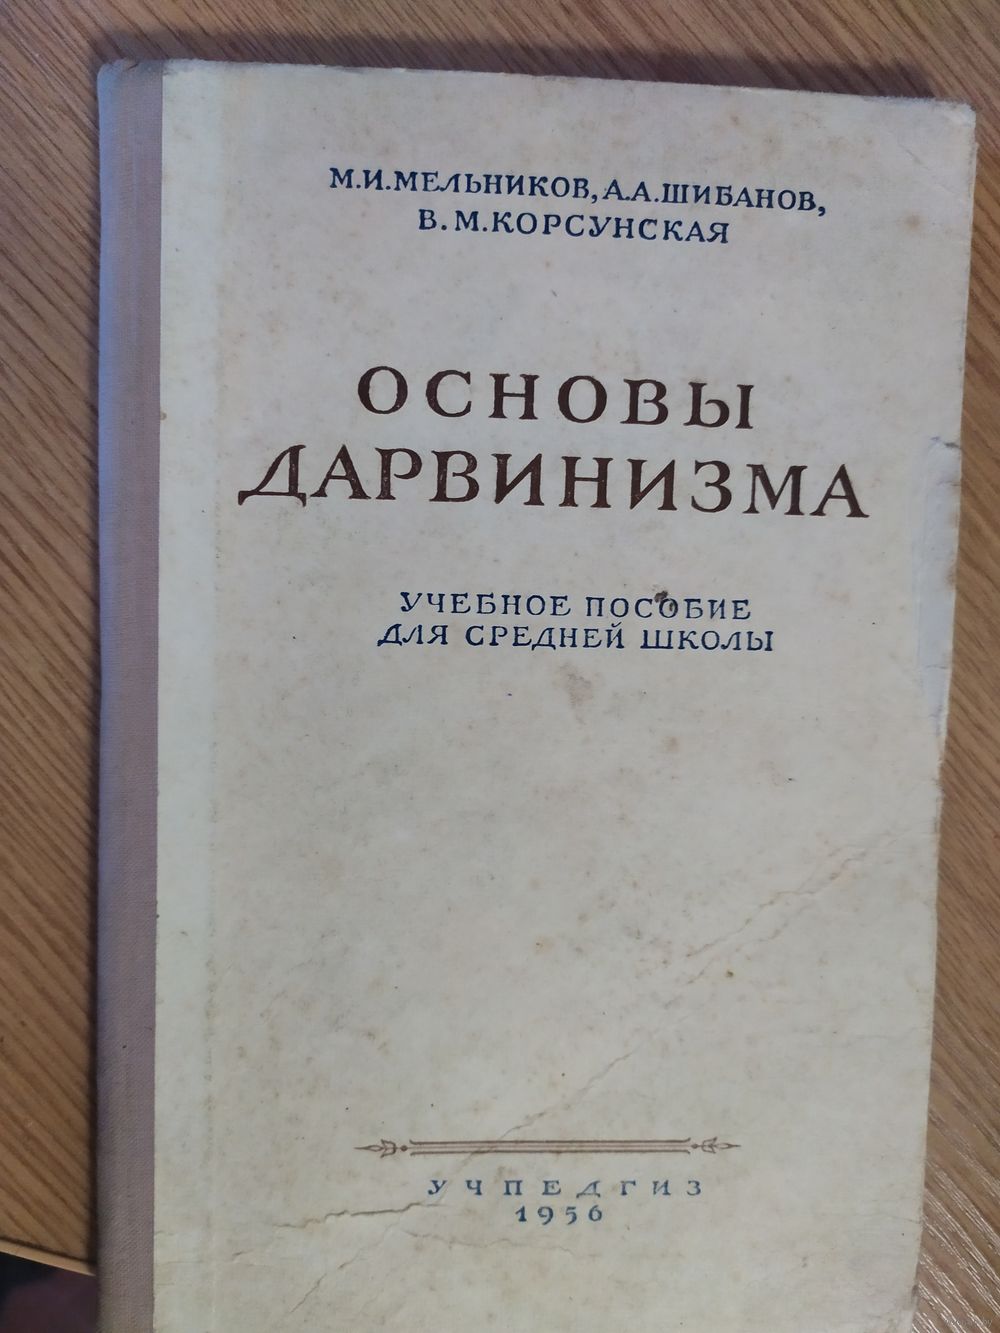 М.И.МЕЛЬНИКОВ, А.А.ШИБАНОВ,
В.М.КОРСУНСКАЯ
ОСНОВЫ
ДАРВИНИЗМА
УЧЕБНОЕ ПОСОБИЕ
ДЛЯ СРЕДНЕЙ ШКОЛЫ
УЧПЕДГИЗ
1956